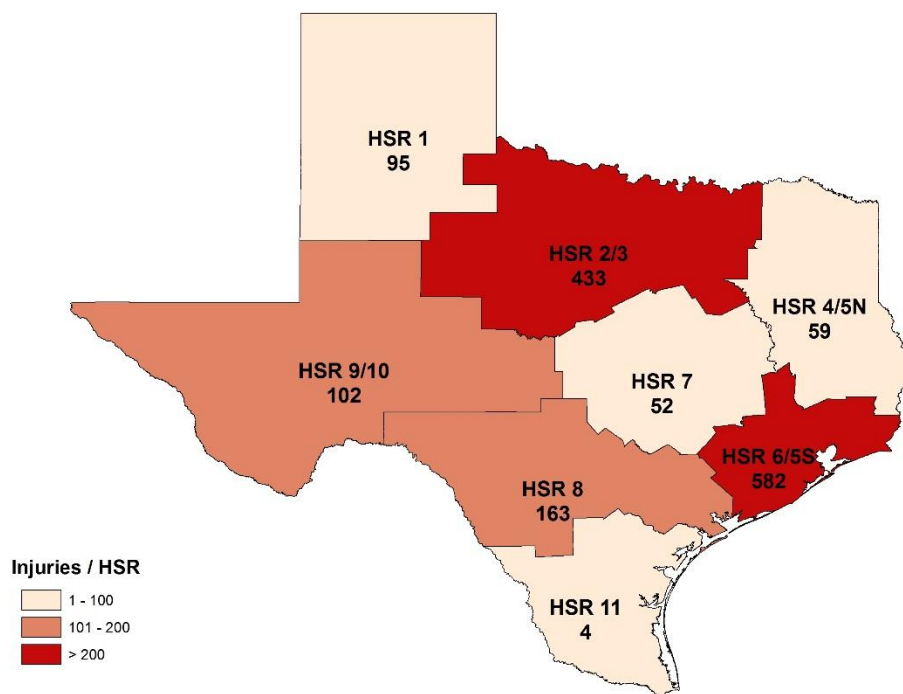 HSR 1
95
HSR 2/3
433
HSR 4/5N
59
HSR 9/10
102
HSR 7
52
HSR 6/5S
582
HSR 8
163
HSR 11
4
Injuries / HSR
1 - 100
101 - 200
> 200